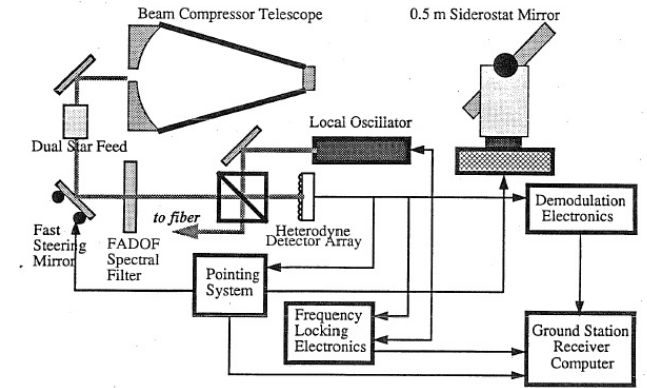 Beam Compressor Telescope
0.5 m Siderostat Mirror
Local Oscillator
Dual Star Feed
to fiber
Fast
Steering
Mirror
FADOF
Spectral
Filter
Heterodyne
Detector Array
Demodulation
Electronics
Pointing
System
Frequency
Locking
Electronics
Ground Station
Receiver
Computer